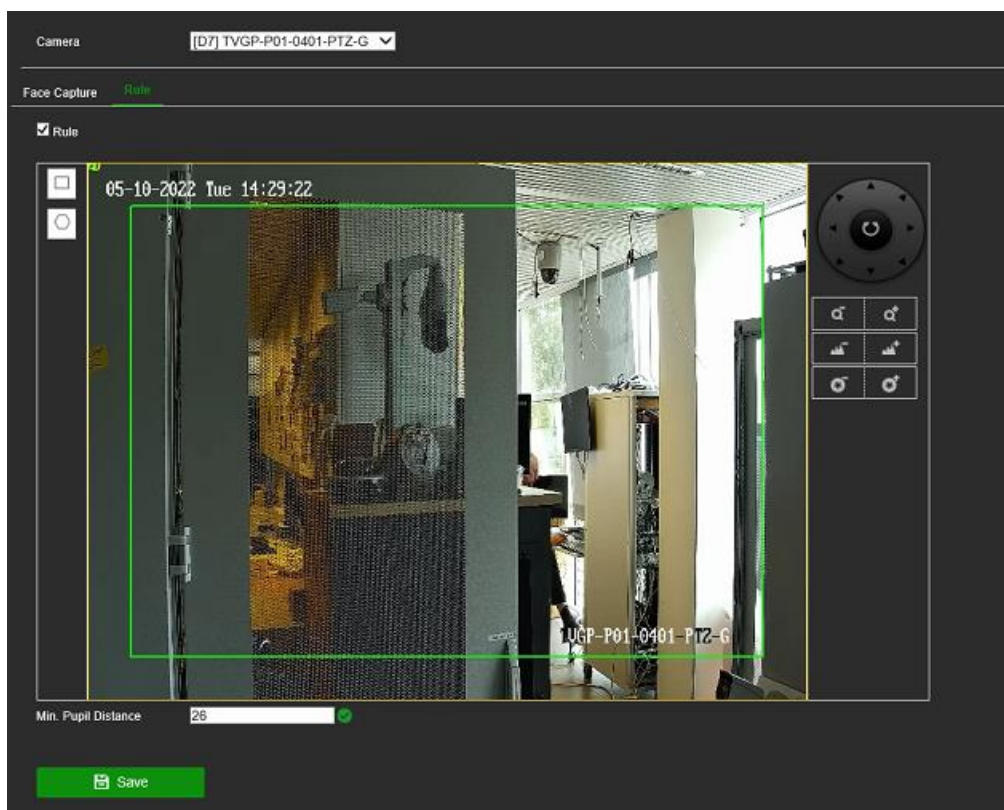 Camera [D7] TVGP-P01-0401-PTZ-G
Face Capture Rule
Rule
05-10-2022 Tue 14:29:22
TVGP-P01-0401-PTZ-G
Min. Pupil Distance 26
Save